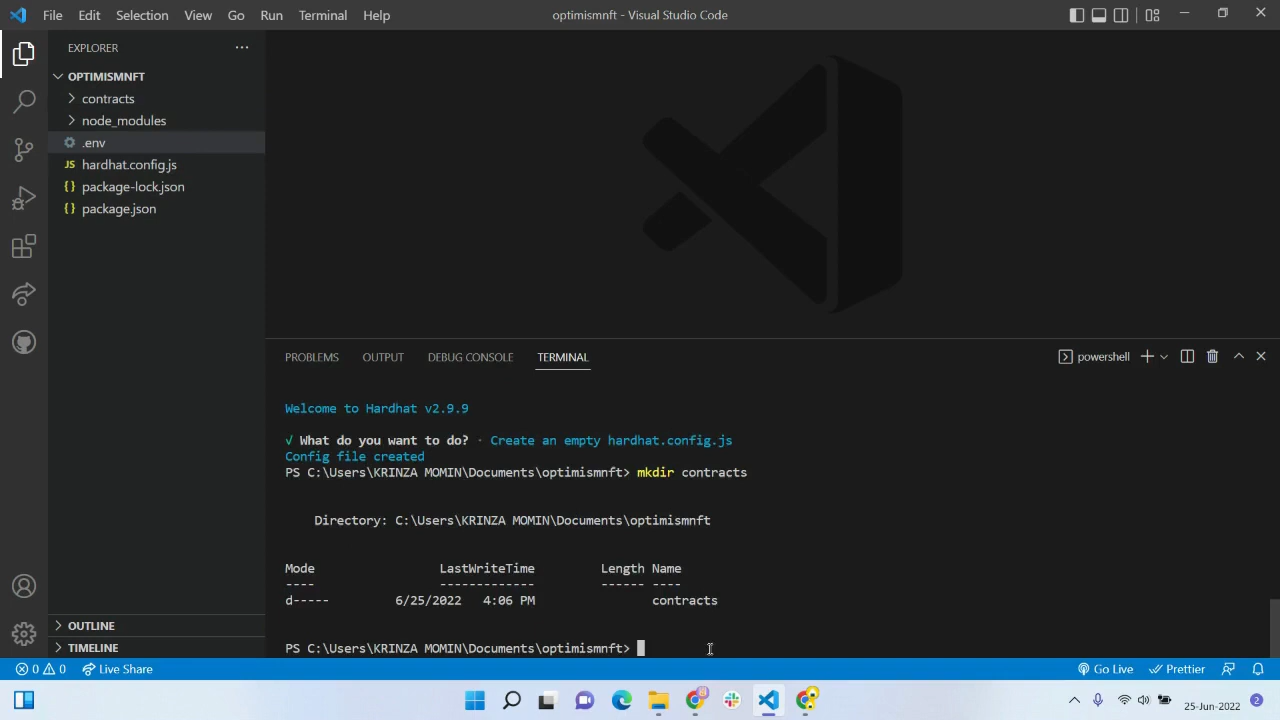 File Edit Selection View Go Run Terminal Help
optimismnft - Visual Studio Code
EXPLORER
OPTIMISMNFT
contracts
node_modules
.env
JS hardhat.config.js
{} package-lock.json
{} package.json
OUTLINE
TIMELINE
PROBLEMS OUTPUT DEBUG CONSOLE TERMINAL
powershell
Welcome to Hardhat v2.9.9
√ What do you want to do? · Create an empty hardhat.config.js
Config file created
PS C:\Users\KRINZA MOMIN\Documents\optimismnft> mkdir contracts
Directory: C:\Users\KRINZA MOMIN\Documents\optimismnft
Mode LastWriteTime Length Name
---- ------------- ------ ----
d----- 6/25/2022 4:06 PM contracts
PS C:\Users\KRINZA MOMIN\Documents\optimismnft>
0 0 Live Share
Go Live Prettier
25-Jun-2022 2